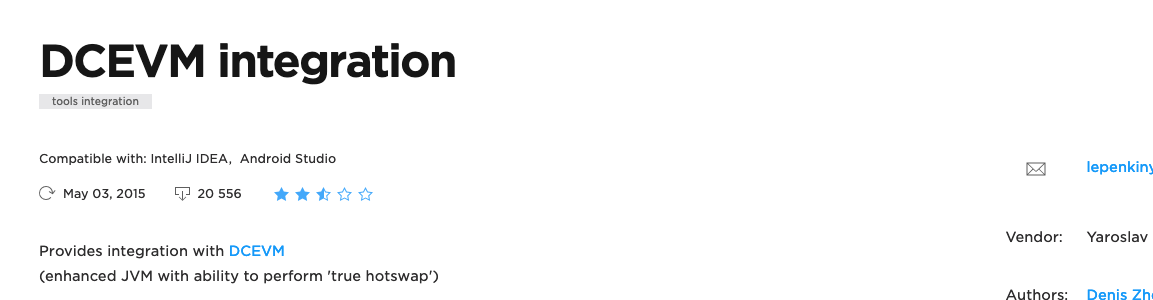 DCEVM integration
tools integration
Compatible with: IntelliJ IDEA, Android Studio
May 03, 2015 20 556
Provides integration with DCEVM
(enhanced JVM with ability to perform 'true hotswap')
lepenkiny
Vendor: Yaroslav
Authors: Denis